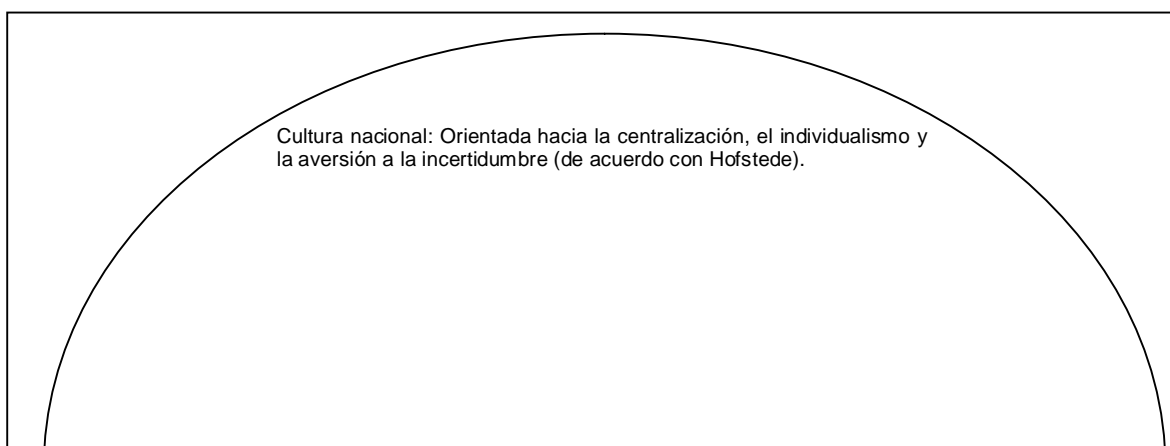 Cultura nacional: Orientada hacia la centralización, el individualismo y
la aversión a la incertidumbre (de acuerdo con Hofstede).